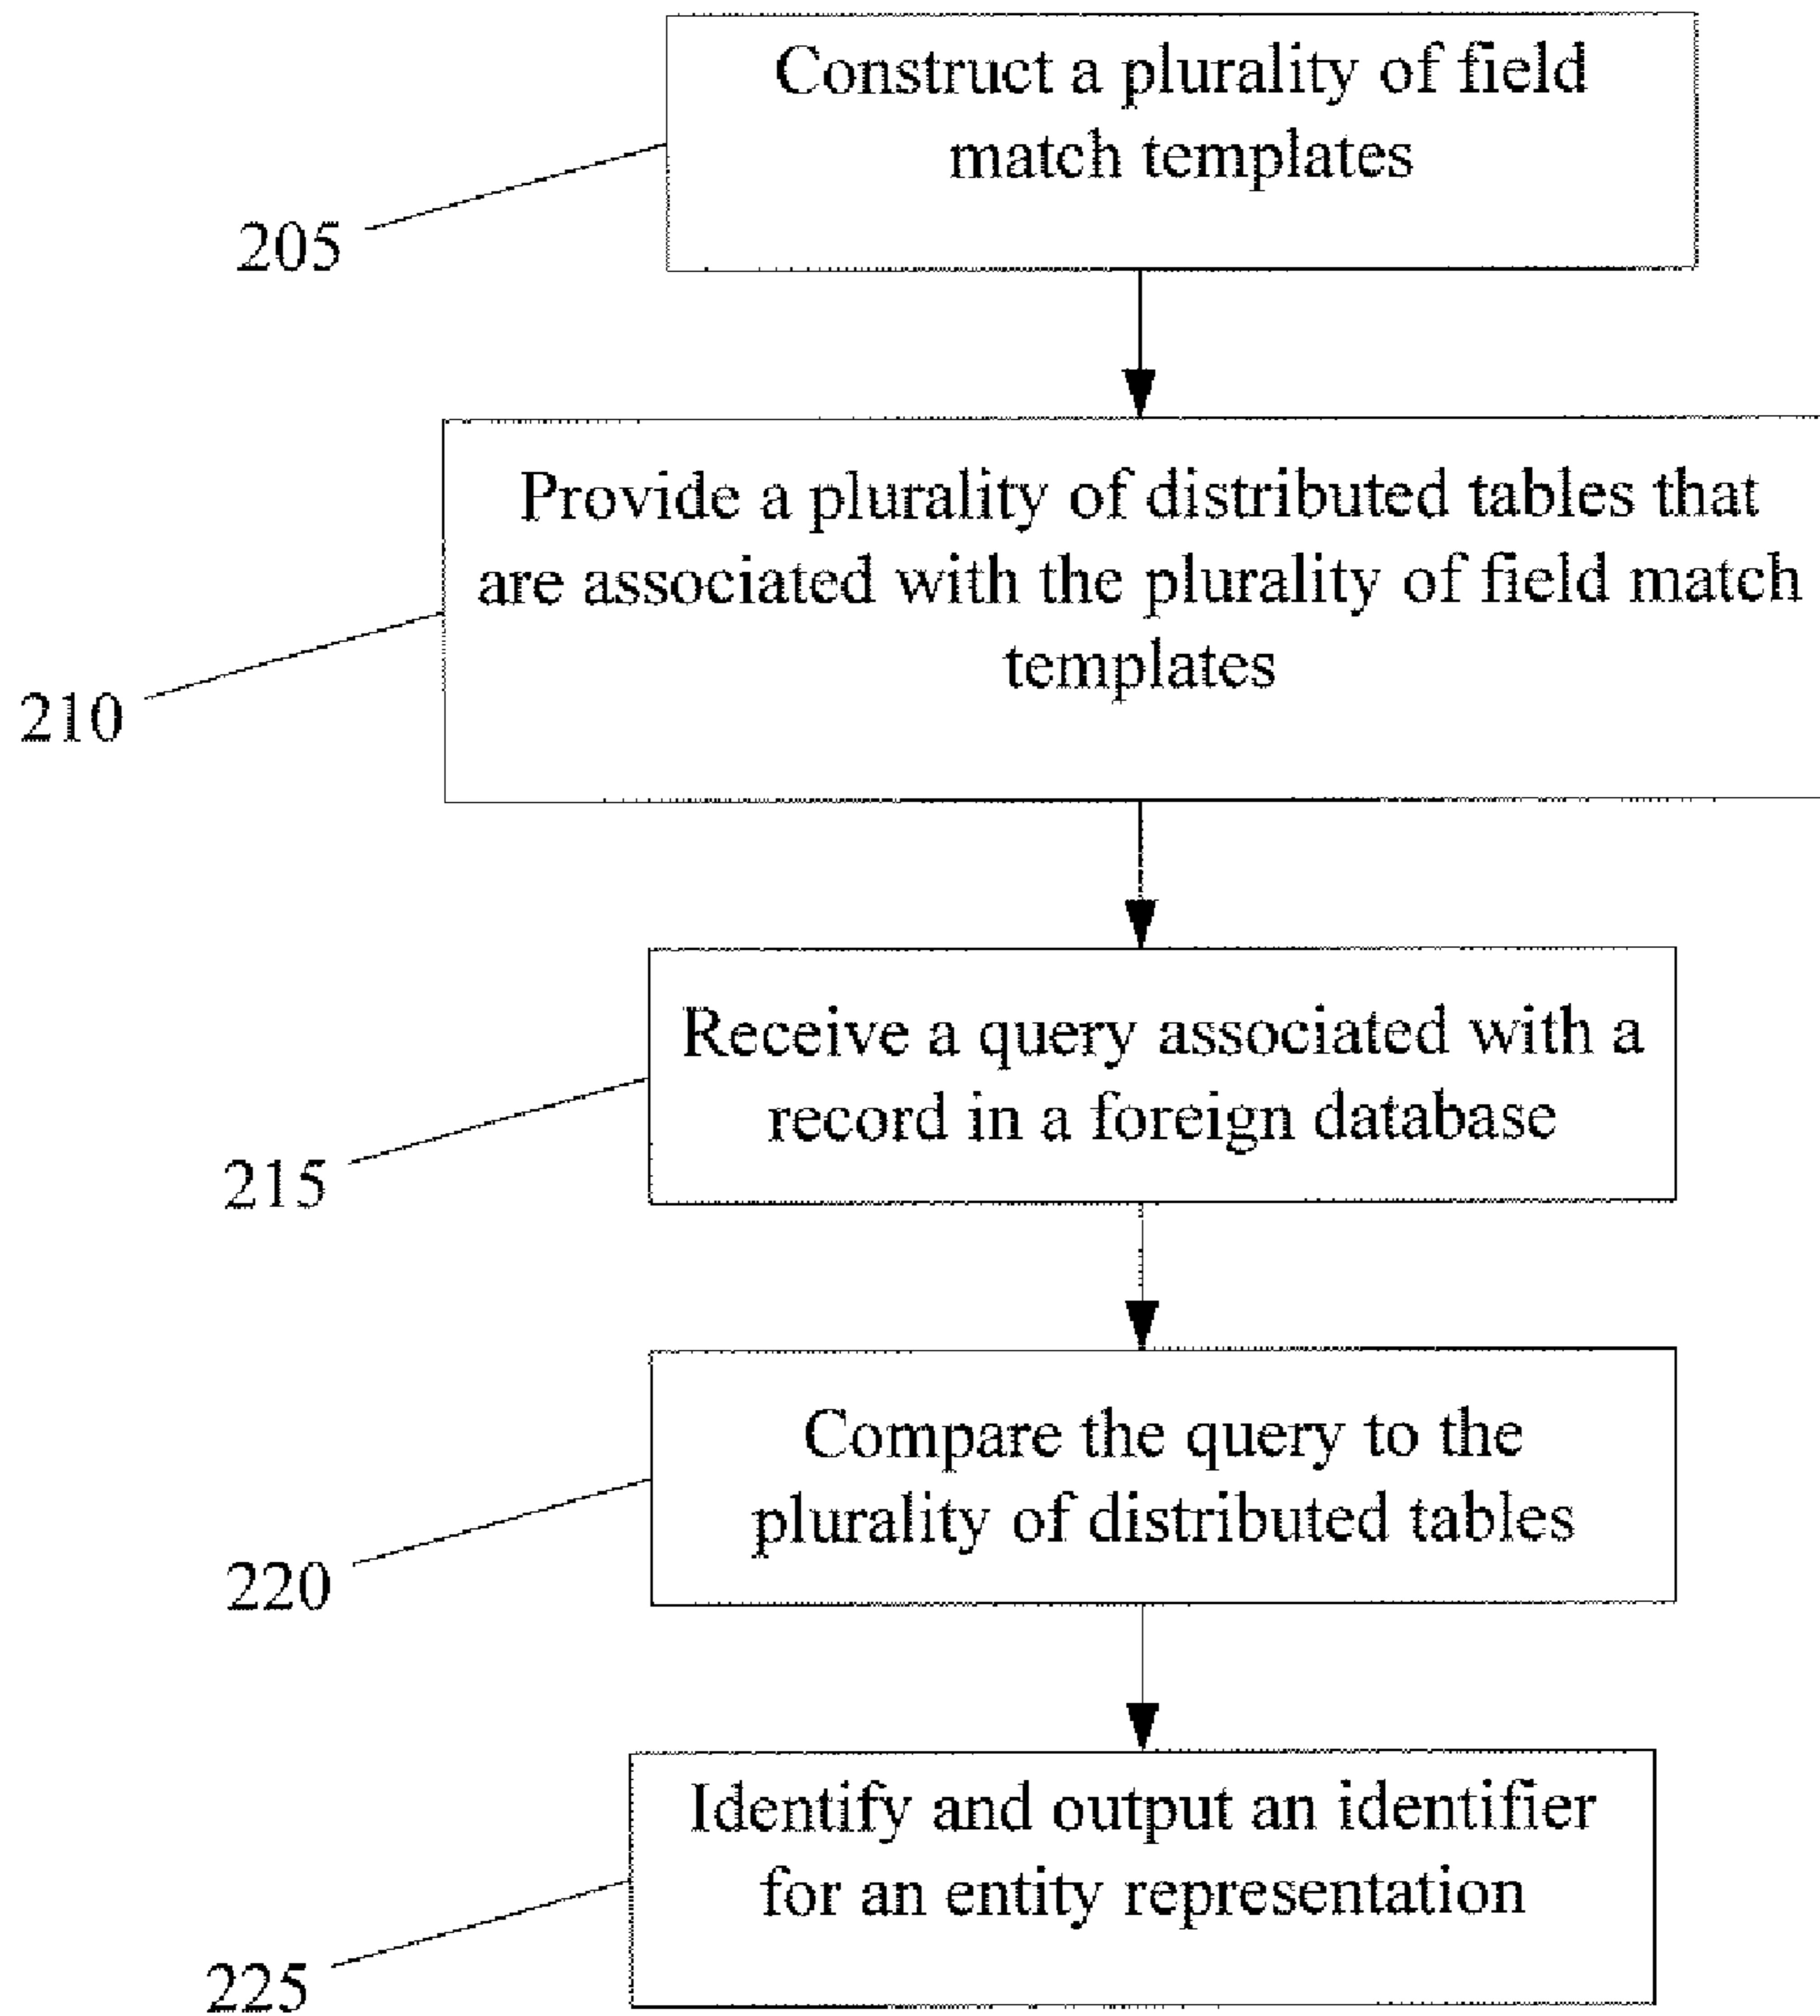 Construct a plurality of field
match templates
205
Provide a plurality of distributed tables that
are associated with the plurality of field match
templates
210
Receive a query associated with a
record in a foreign database
215
Compare the query to the
plurality of distributed tables
220
Identify and output an identifier
for an entity representation
225